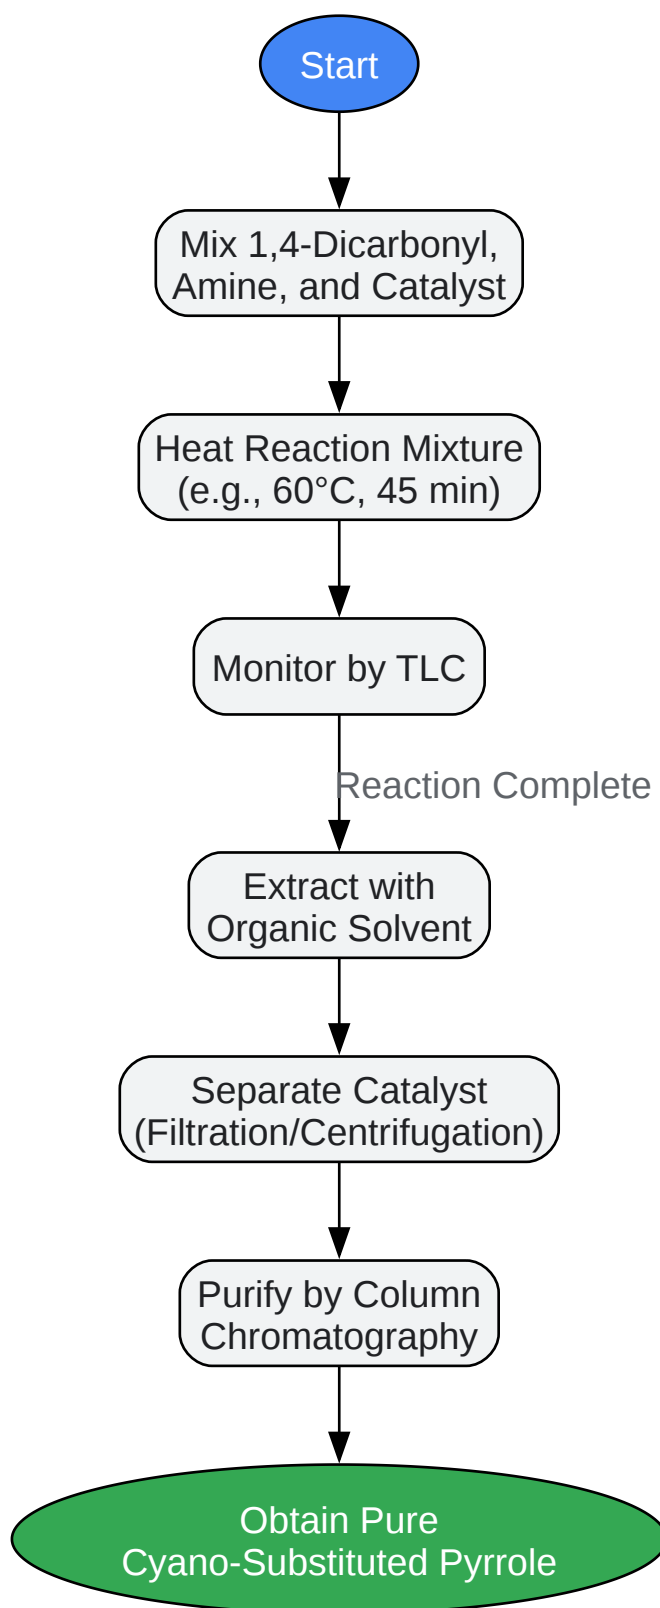 Start
Mix 1,4-Dicarbonyl,
Amine, and Catalyst
Heat Reaction Mixture
(e.g., 60°C, 45 min)
Monitor by TLC
Reaction Complete
Extract with
Organic Solvent
Separate Catalyst
(Filtration/Centrifugation)
Purify by Column
Chromatography
Obtain Pure
Cyano-Substituted Pyrrole